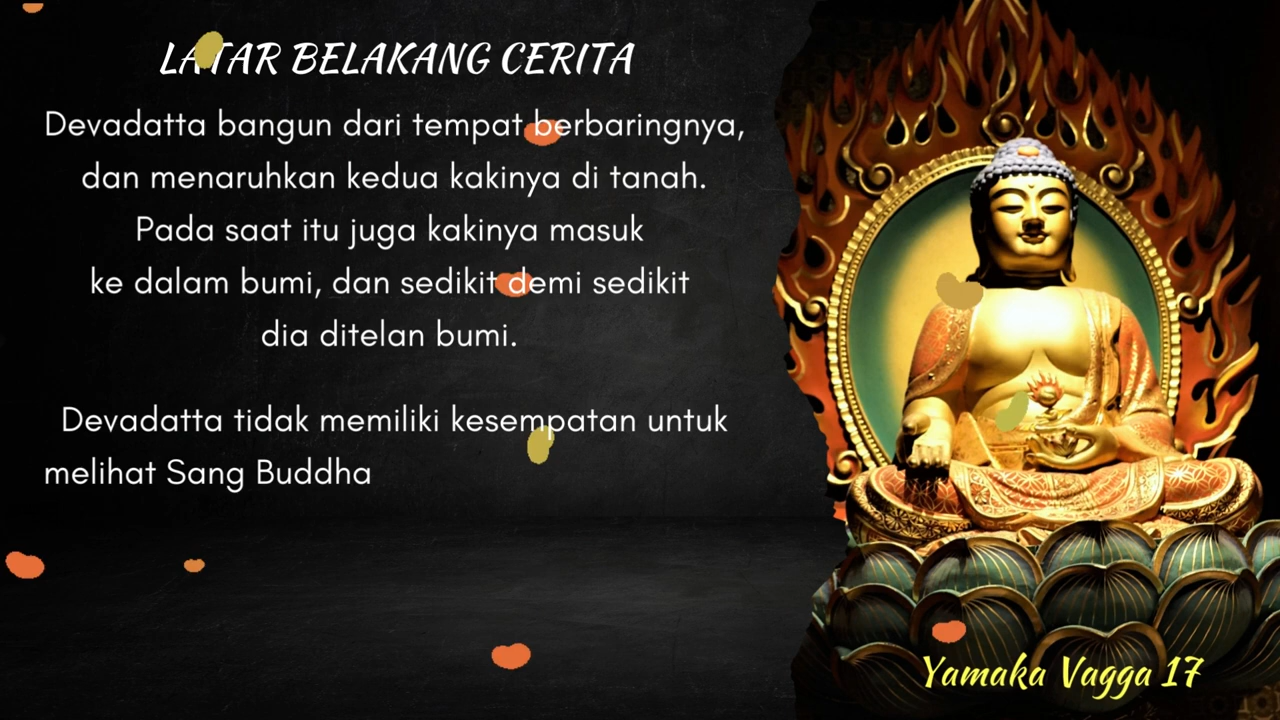 LATAR BELAKANG CERITA
Devadatta bangun dari tempat berbaringnya,
dan menaruhkan kedua kakinya di tanah.
Pada saat itu juga kakinya masuk
ke dalam bumi, dan sedikit demi sedikit
dia ditelan bumi.
Devadatta tidak memiliki kesempatan untuk
melihat Sang Buddha
Yamaka Vagga 17